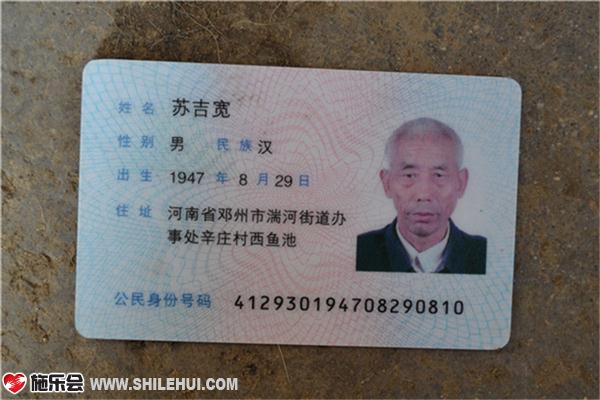 姓名 苏吉宽
性别 男 民族 汉
出生 1947 年 8 月 29 日
住址 河南省邓州市湍河街道办
事处辛庄村西鱼池
公民身份号码 412930194708290810
施乐会 WWW.SHILEHUI.COM